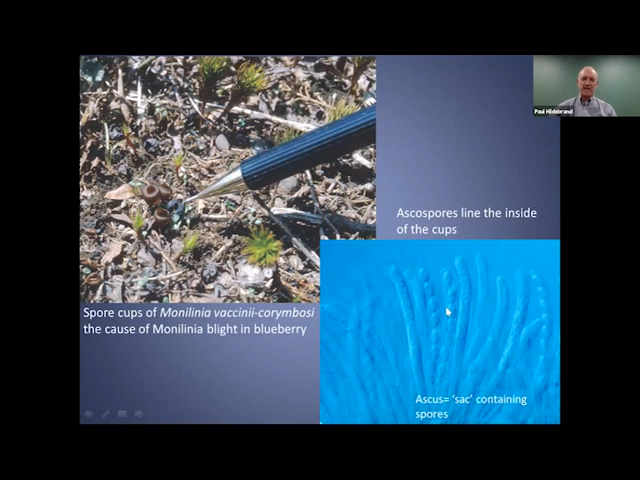 Paul Hildebrand
Ascospores line the inside
of the cups
Spore cups of Monilinia vaccinii-corymbosi
the cause of Monilinia blight in blueberry
Ascus= ‘sac’ containing
spores